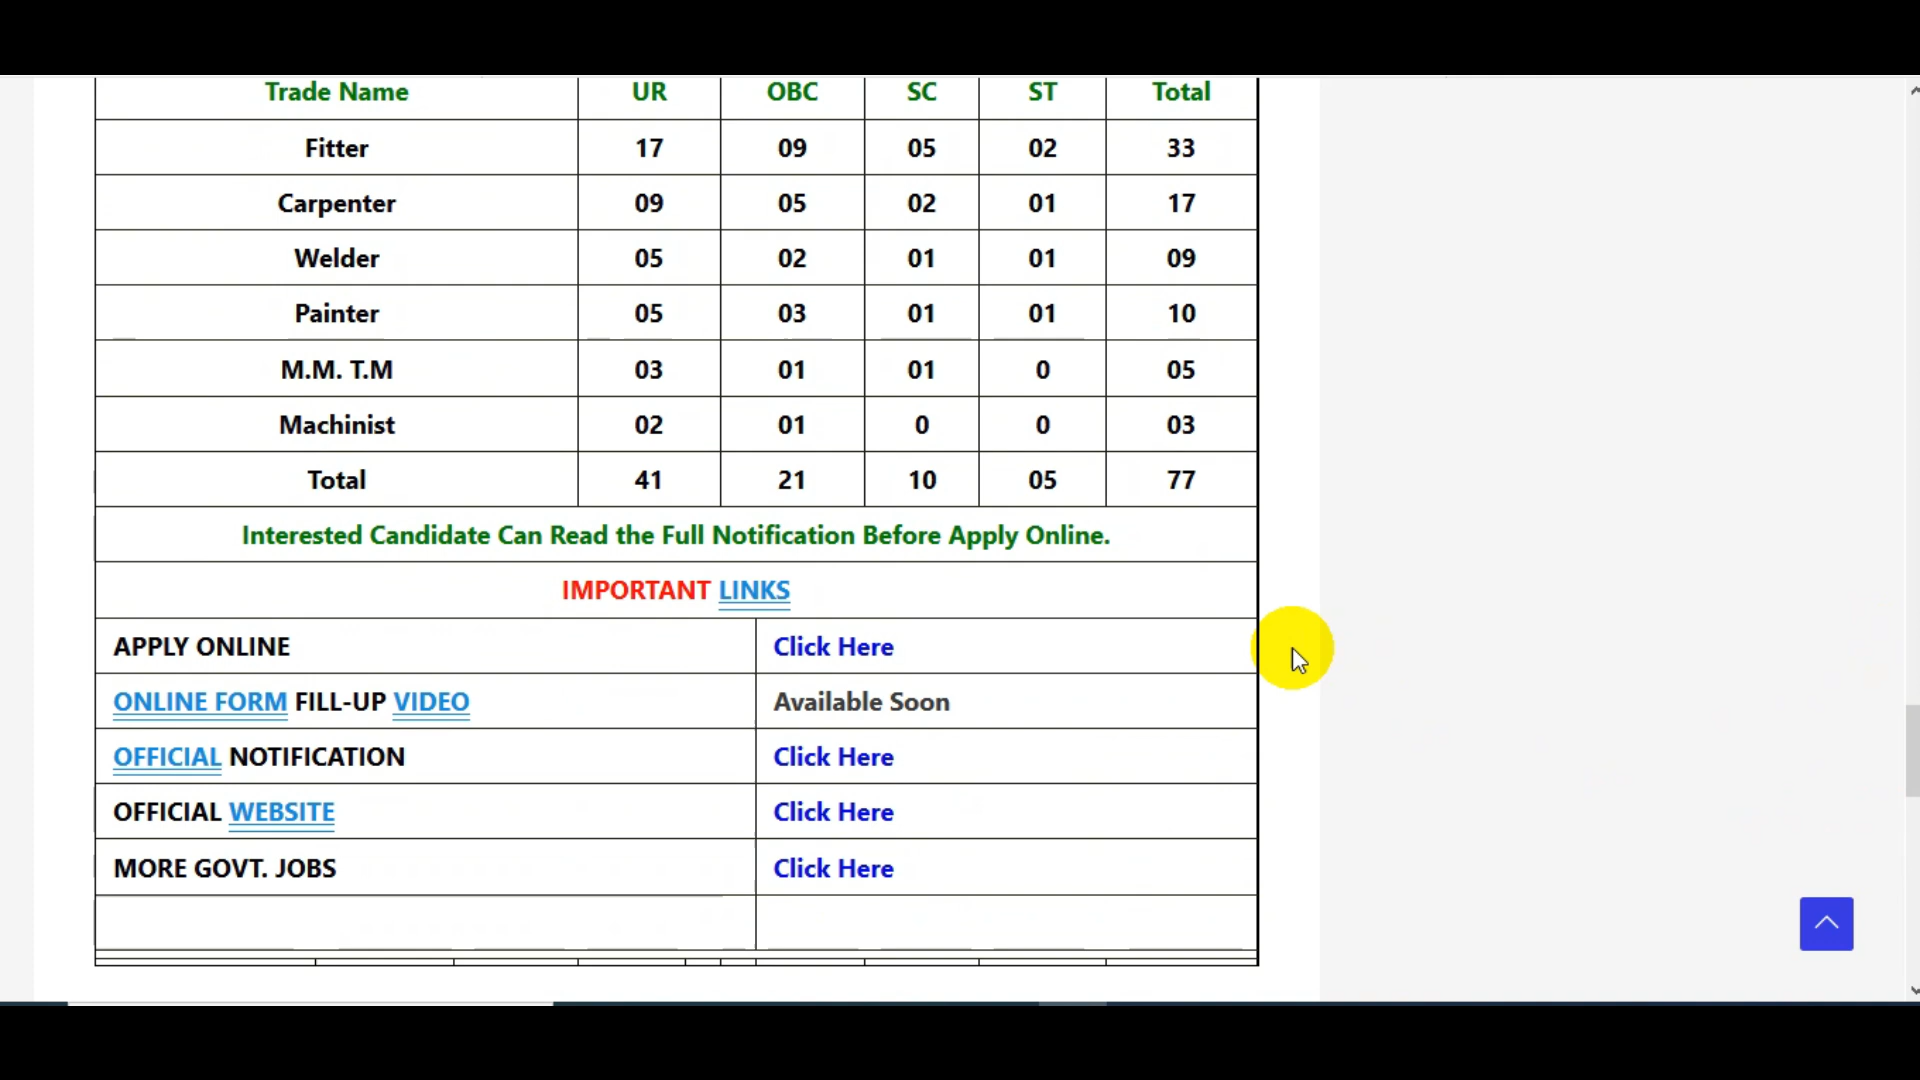 Trade Name UR OBC SC ST Total
Fitter 17 09 05 02 33
Carpenter 09 05 02 01 17
Welder 05 02 01 01 09
Painter 05 03 01 01 10
M.M. T.M 03 01 01 0 05
Machinist 02 01 0 0 03
Total 41 21 10 05 77
Interested Candidate Can Read the Full Notification Before Apply Online.
IMPORTANT LINKS
APPLY ONLINE Click Here
ONLINE FORM FILL-UP VIDEO Available Soon
OFFICIAL NOTIFICATION Click Here
OFFICIAL WEBSITE Click Here
MORE GOVT. JOBS Click Here